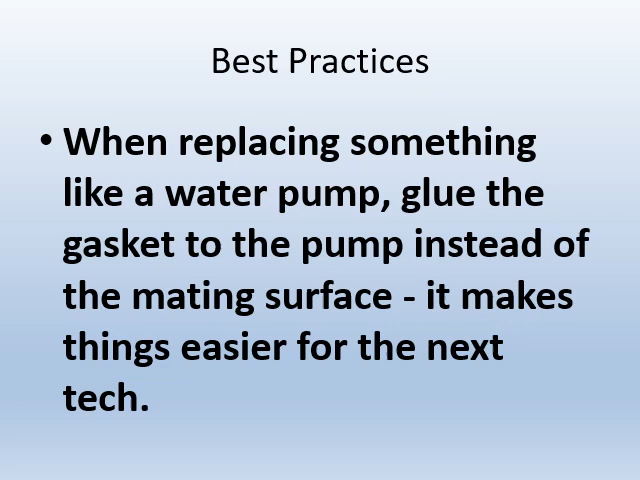 Best Practices
• When replacing something
like a water pump, glue the
gasket to the pump instead of
the mating surface - it makes
things easier for the next
tech.